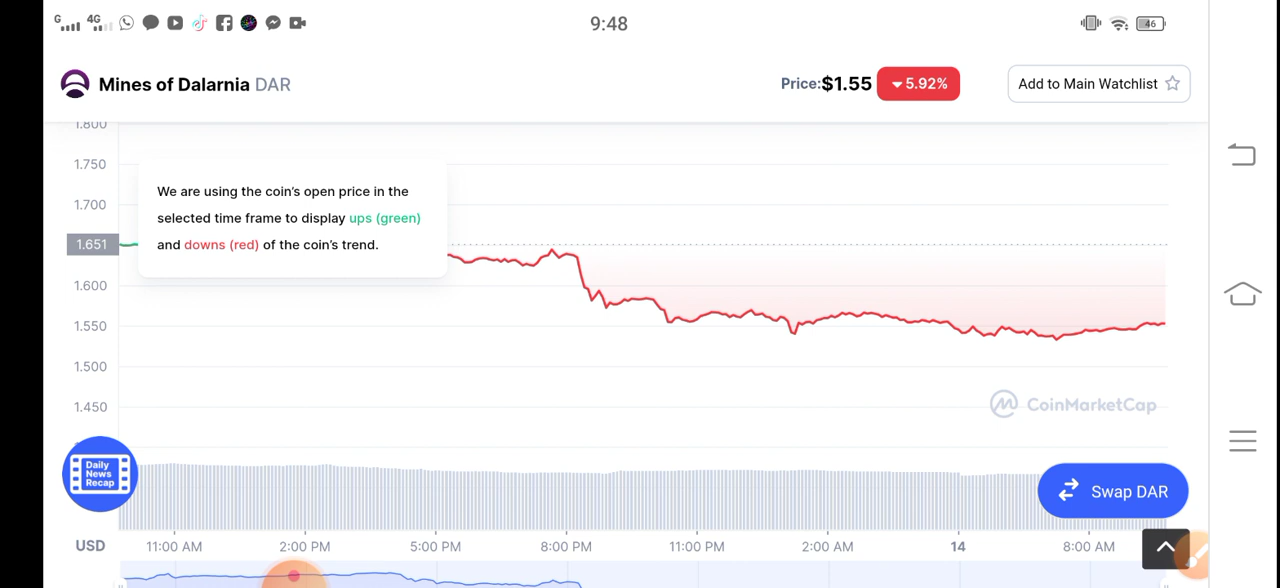 G 4G 9:48 46
Mines of Dalarnia DAR Price:$1.55 5.92% Add to Main Watchlist
1.800
1.750
We are using the coin's open price in the
1.700
selected time frame to display ups (green)
1.651
and downs (red) of the coin's trend.
1.600
1.550
1.500
1.450
CoinMarketCap
Daily
News
Recap
Swap DAR
USD 11:00 AM 2:00 PM 5:00 PM 8:00 PM 11:00 PM 2:00 AM 14 8:00 AM